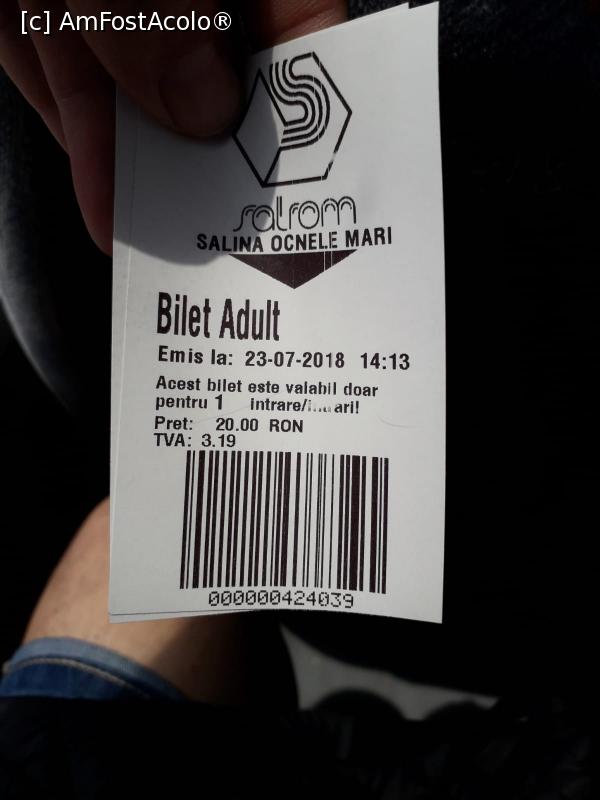 [c] AmFostAcolo®
salrom
SALINA OCNELE MARI
Bilet Adult
Emis la: 23-07-2018 14:13
Acest bilet este valabil doar
pentru 1 intrare/intrari!
Pret: 20.00 RON
TVA: 3.19
000000424039